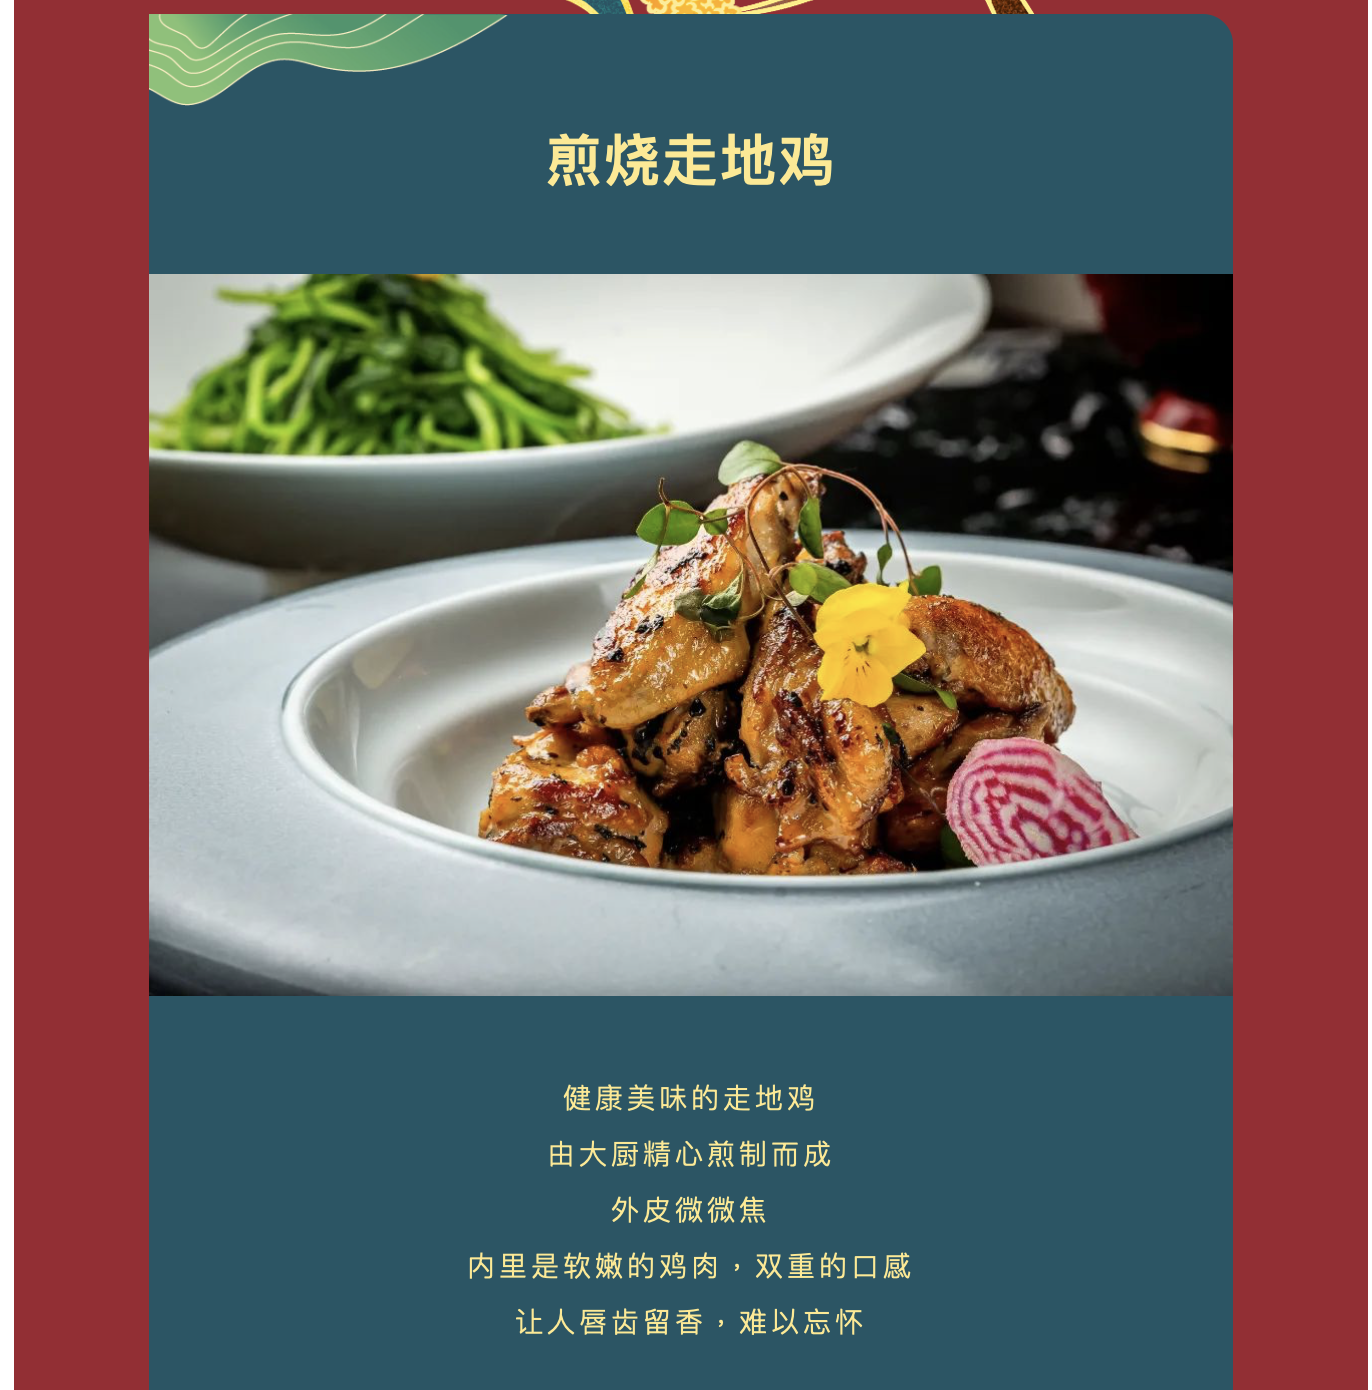 煎烧走地鸡
健康美味的走地鸡
由大厨精心煎制而成
外皮微微焦
内里是软嫩的鸡肉，双重的口感
让人唇齿留香，难以忘怀